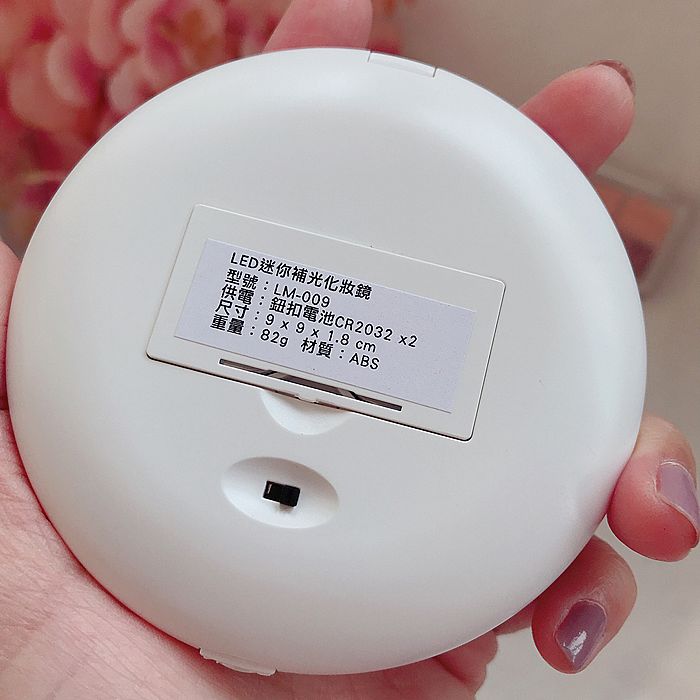 LED迷你補光化妝鏡
型號：LM-009
供電：鈕扣電池CR2032 x2
尺寸：9 x 9 x 1.8 cm
重量：82g 材質：ABS